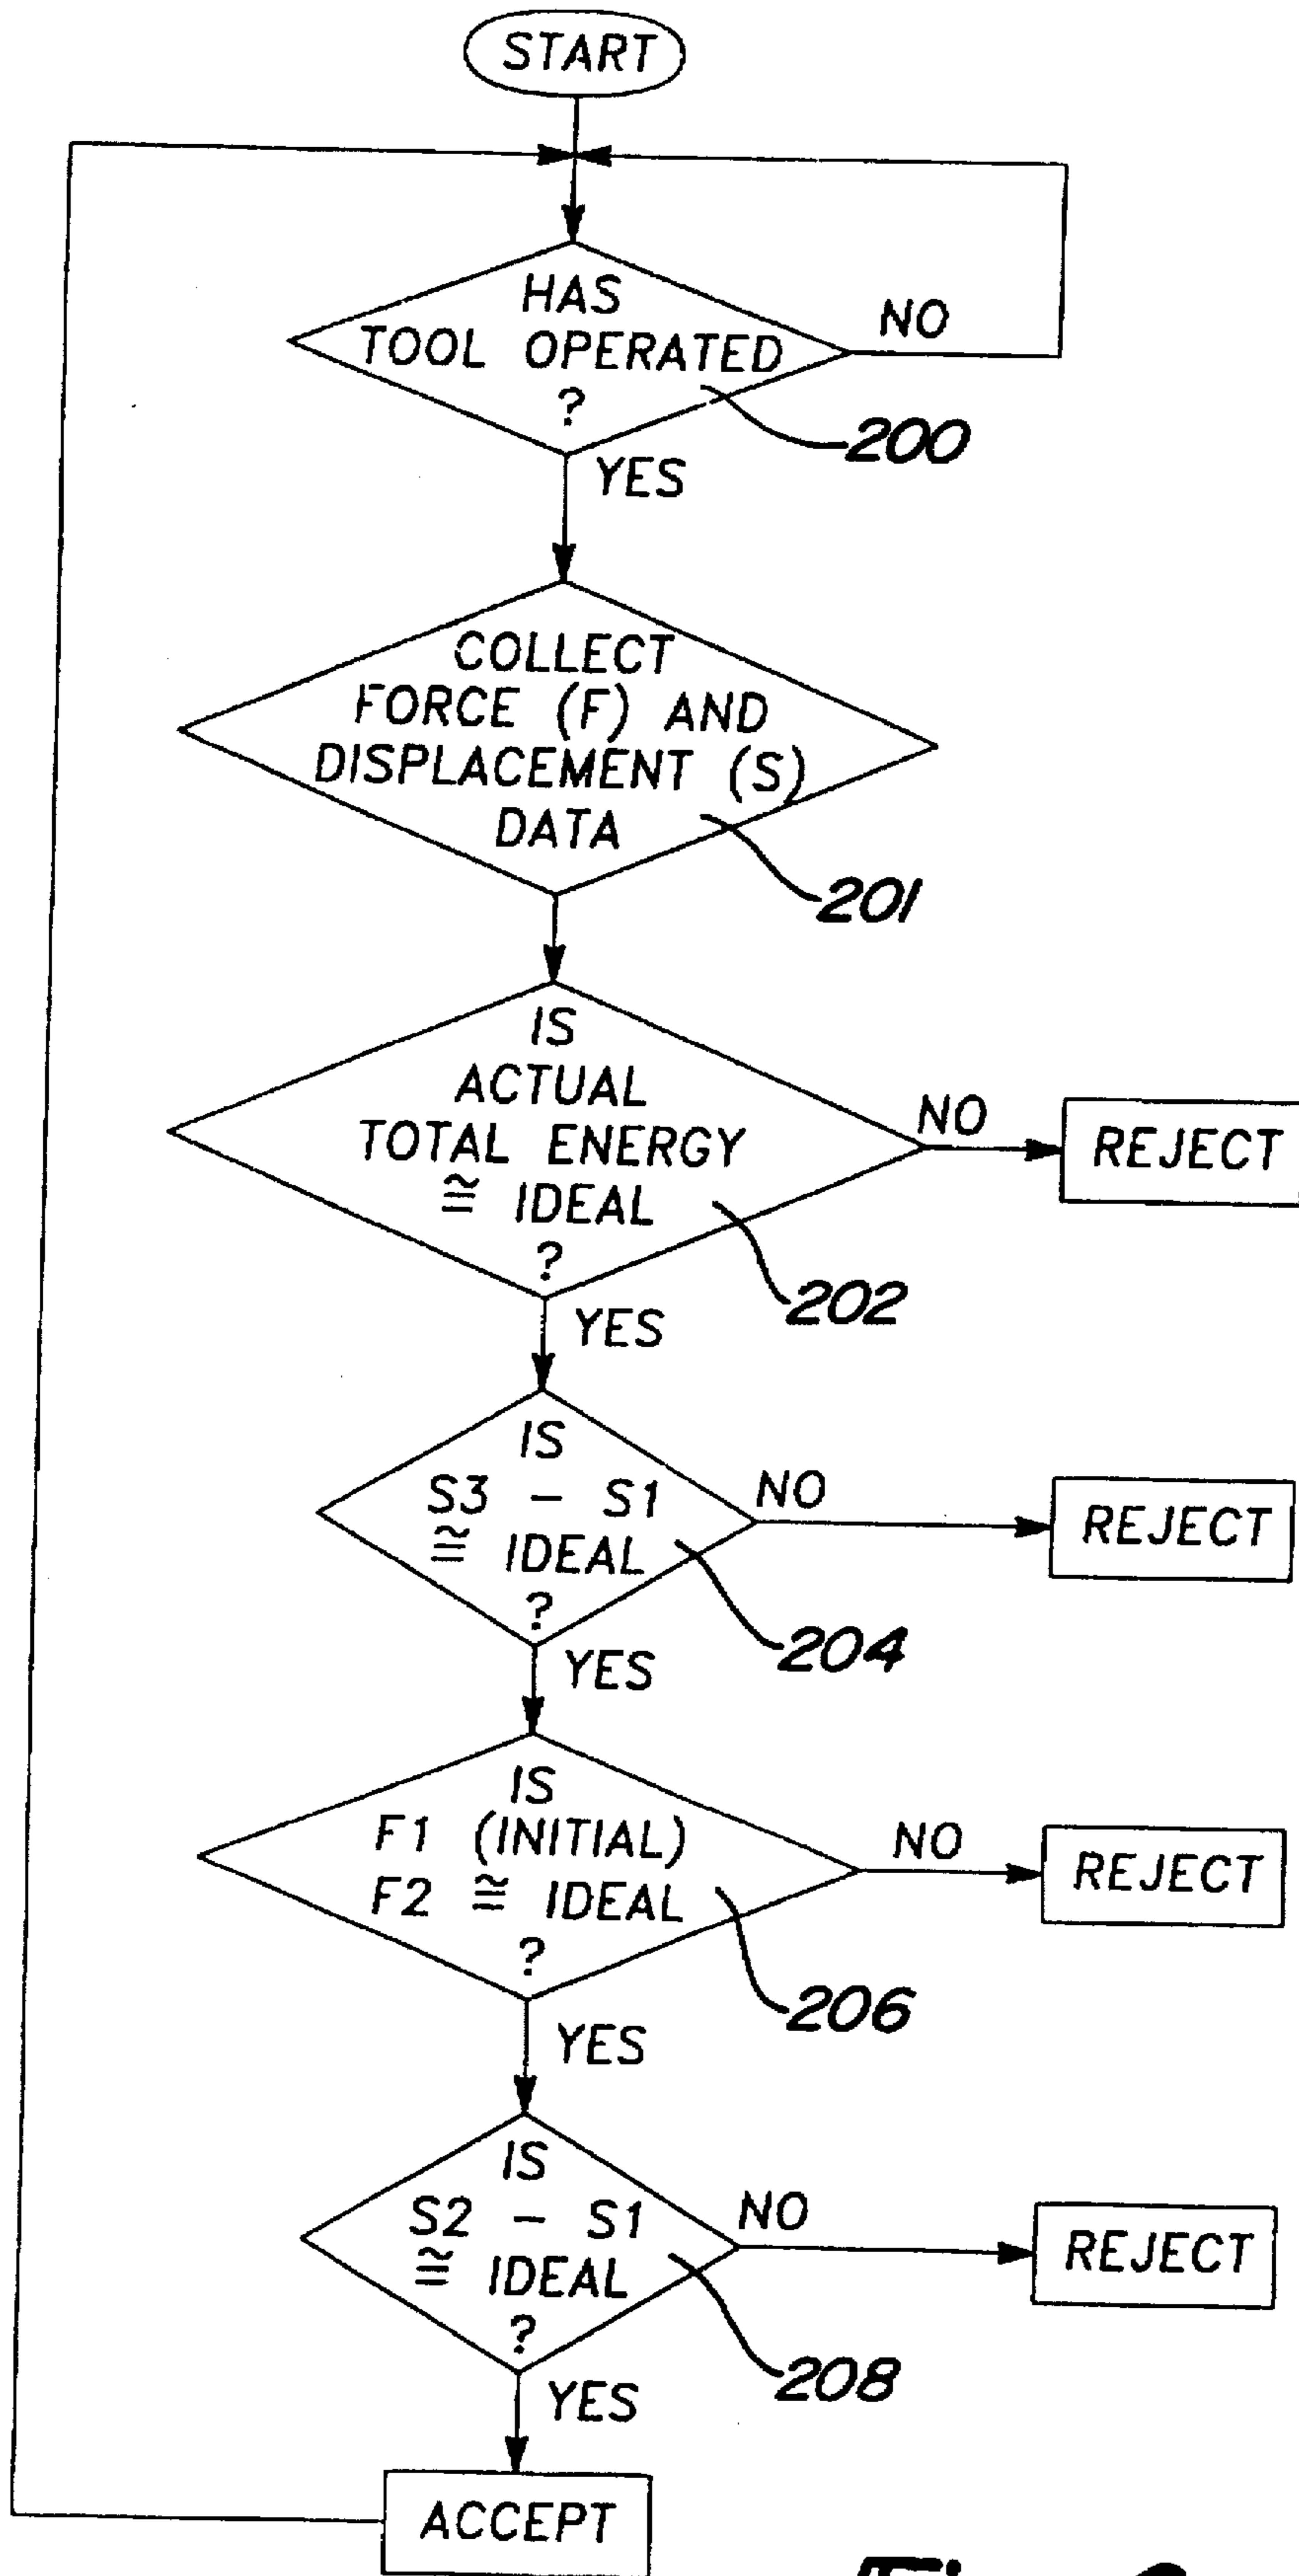 START
HAS
TOOL OPERATED
?
NO
200
YES
COLLECT
FORCE (F) AND
DISPLACEMENT (S)
DATA
201
IS
ACTUAL
TOTAL ENERGY
≅ IDEAL
?
NO
REJECT
202
YES
IS
S3 - S1
≅ IDEAL
?
NO
REJECT
204
YES
IS
F1 (INITIAL)
F2 ≅ IDEAL
?
NO
REJECT
206
YES
IS
S2 - S1
≅ IDEAL
?
NO
REJECT
208
YES
ACCEPT